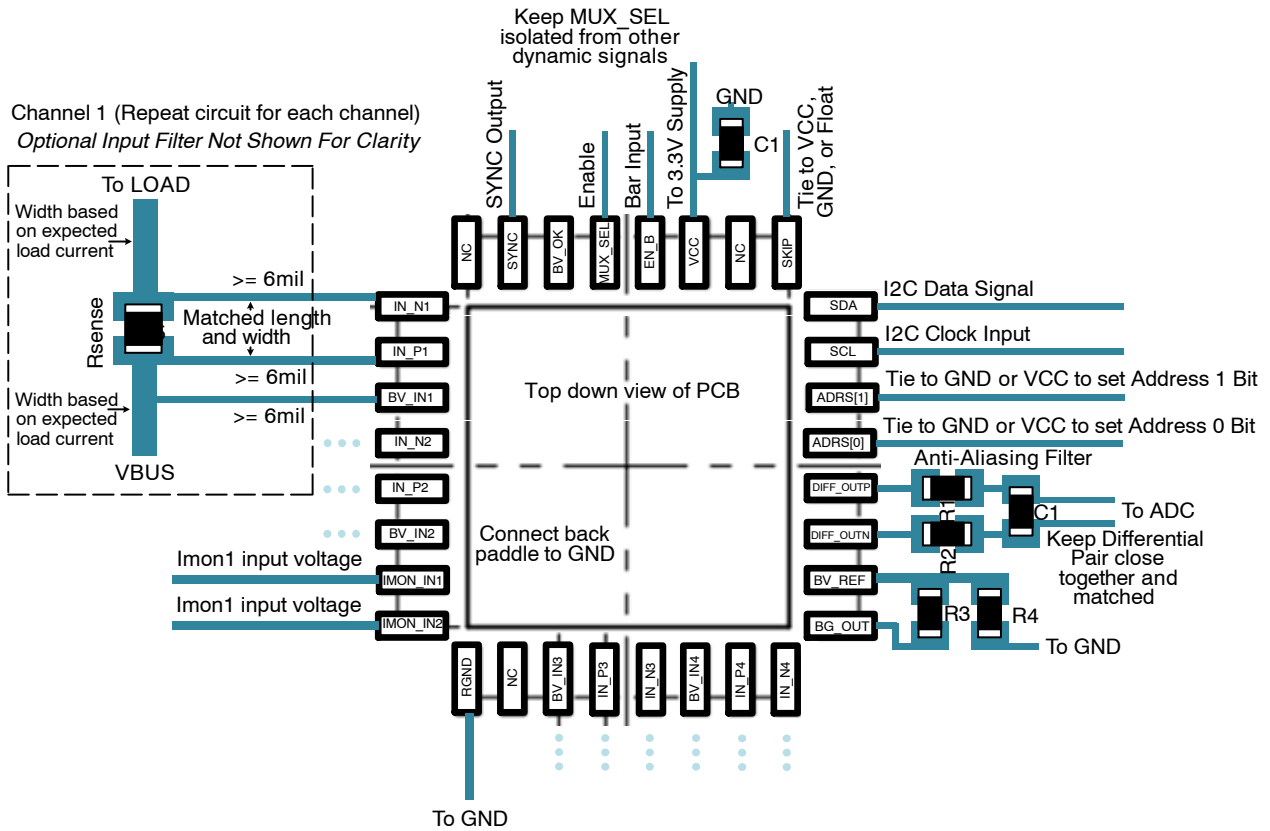 Keep MUX_SEL
isolated from other
dynamic signals
Channel 1 (Repeat circuit for each channel)
Optional Input Filter Not Shown For Clarity
To LOAD
Width based
on expected
load current
>= 6mil
Rsense
Matched length
and width
>= 6mil
Width based
on expected
load current
>= 6mil
VBUS
SYNC Output
Enable
Bar Input
To 3.3V Supply
GND
C1
Tie to VCC,
GND, or Float
NC
SYNC
BV_OK
MUX_SEL
EN_B
VCC
NC
SKIP
IN_N1
IN_P1
BV_IN1
IN_N2
IN_P2
BV_IN2
IMON_IN1
IMON_IN2
Imon1 input voltage
Imon1 input voltage
Top down view of PCB
Connect back
paddle to GND
SDA
SCL
ADRS[1]
ADRS[0]
DIFF_OUTP
DIFF_OUTN
BV_REF
BG_OUT
I2C Data Signal
I2C Clock Input
Tie to GND or VCC to set Address 1 Bit
Tie to GND or VCC to set Address 0 Bit
Anti-Aliasing Filter
R1
C1
To ADC
R2
Keep Differential
Pair close
together and
matched
R3
R4
To GND
RGND
NC
BV_IN3
IN_P3
IN_N3
BV_IN4
IN_P4
IN_N4
To GND